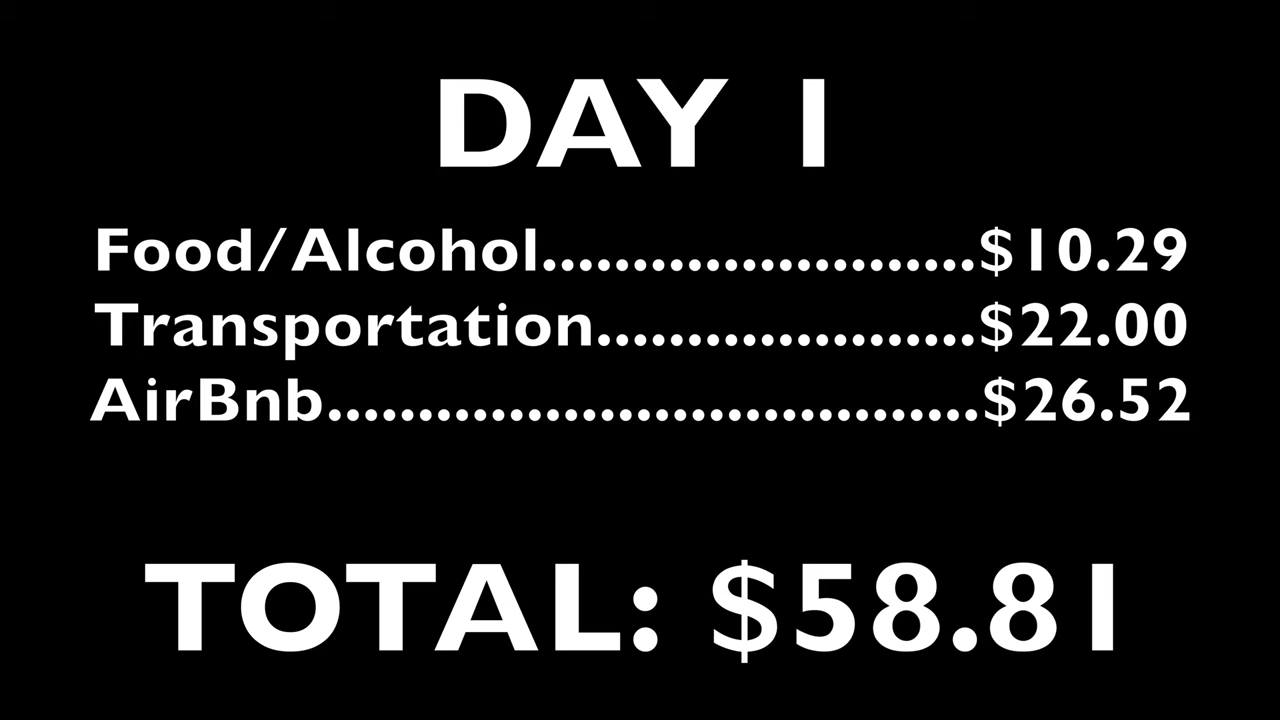 DAY 1
Food/Alcohol........................$10.29
Transportation.....................$22.00
AirBnb....................................$26.52
TOTAL: $58.81